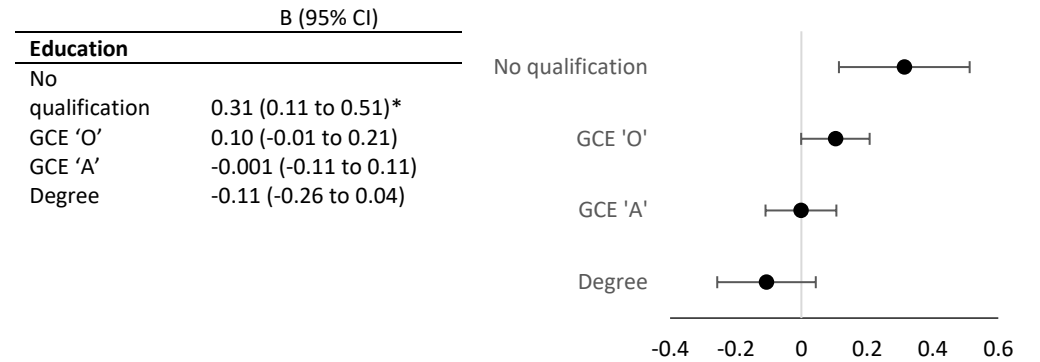 B (95% CI)
Education
No
qualification 0.31 (0.11 to 0.51)*
GCE ‘O’ 0.10 (-0.01 to 0.21)
GCE ‘A’ -0.001 (-0.11 to 0.11)
Degree -0.11 (-0.26 to 0.04)
No qualification
GCE 'O'
GCE 'A'
Degree
-0.4 -0.2 0 0.2 0.4 0.6